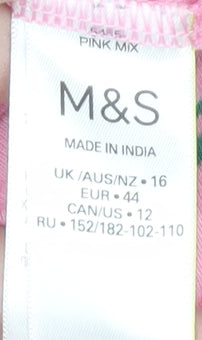 PINK MIX
M&S
MADE IN INDIA
UK/AUS/NZ • 16
EUR • 44
CAN/US • 12
RU • 152/182-102-110